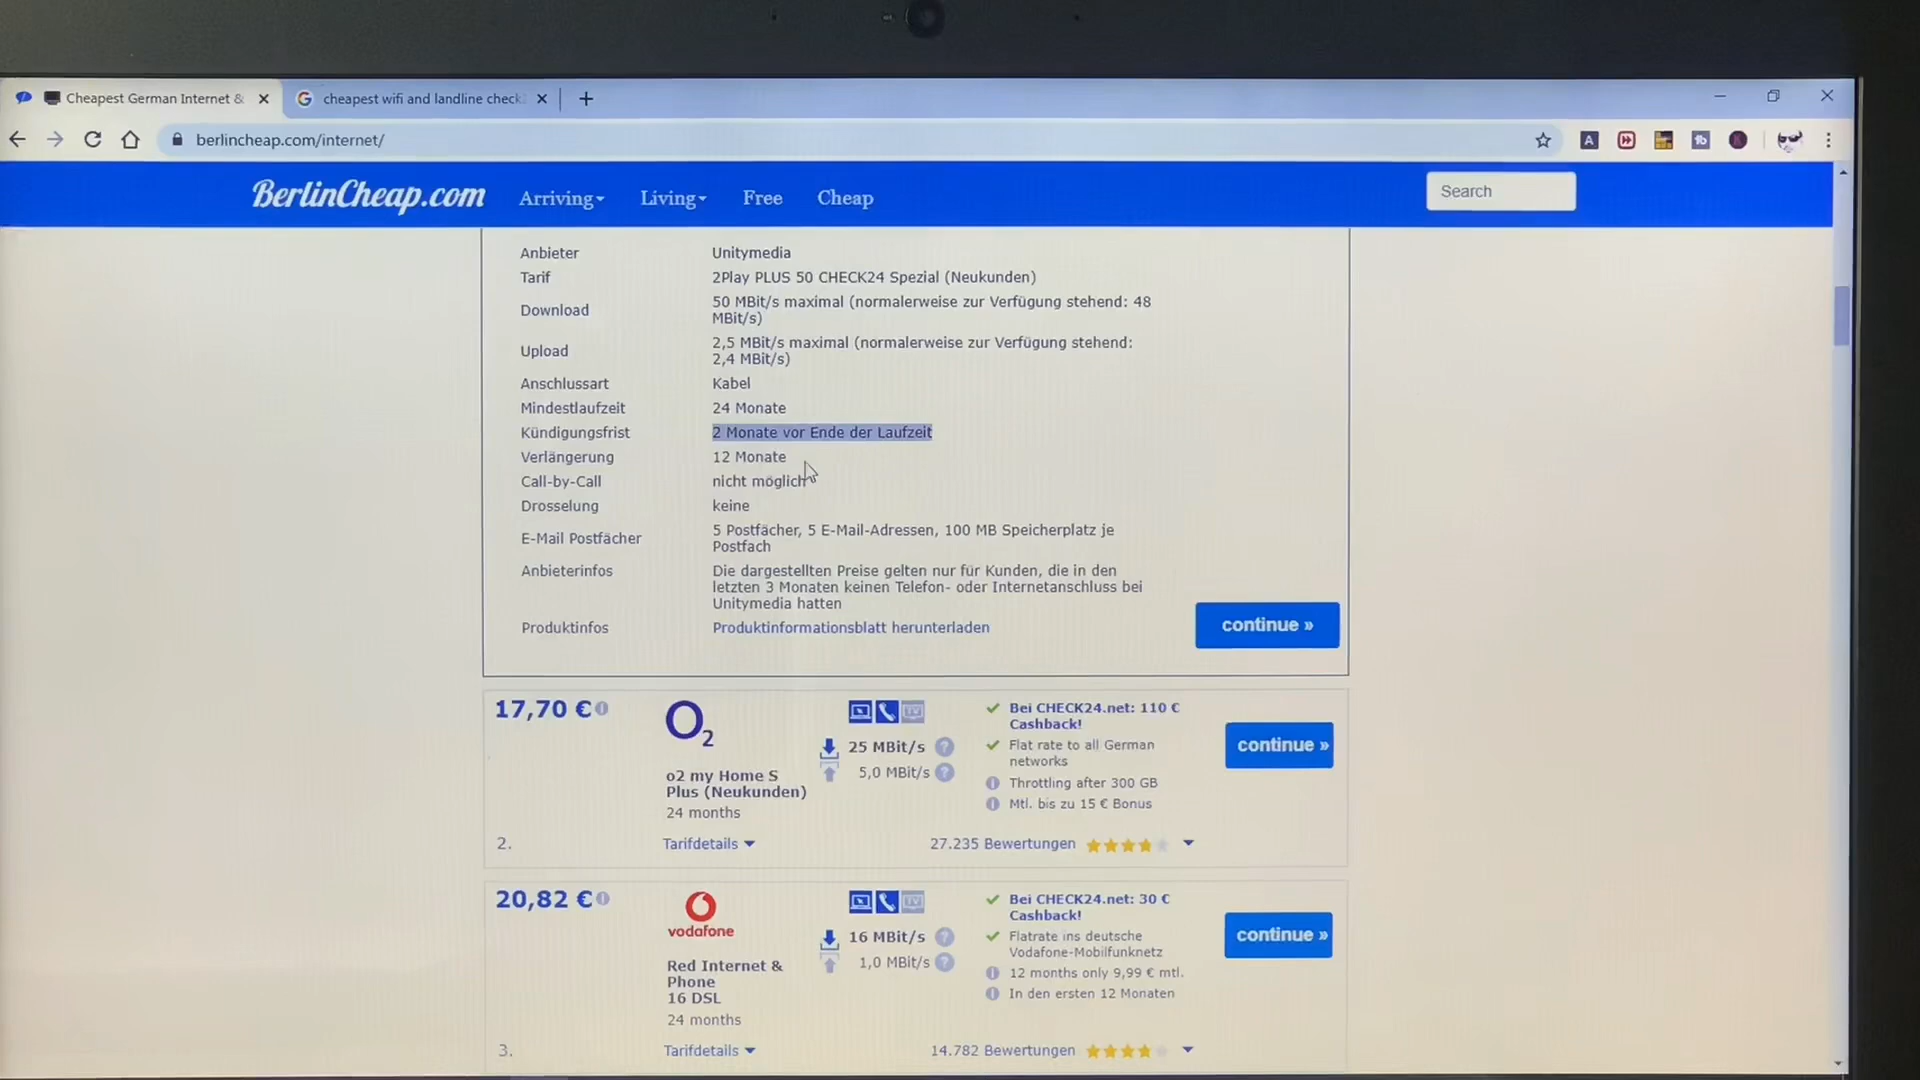 Cheapest German Internet &
cheapest wifi and landline check
berlincheap.com/internet/
BerlinCheap.com
Arriving
Living
Free
Cheap
Search
Anbieter Unitymedia
Tarif 2Play PLUS 50 CHECK24 Spezial (Neukunden)
Download 50 MBit/s maximal (normalerweise zur Verfügung stehend: 48
MBit/s)
Upload 2,5 MBit/s maximal (normalerweise zur Verfügung stehend:
2,4 MBit/s)
Anschlussart Kabel
Mindestlaufzeit 24 Monate
Kündigungsfrist 2 Monate vor Ende der Laufzeit
Verlängerung 12 Monate
Call-by-Call nicht möglich
Drosselung keine
E-Mail Postfächer 5 Postfächer, 5 E-Mail-Adressen, 100 MB Speicherplatz je
Postfach
Anbieterinfos Die dargestellten Preise gelten nur für Kunden, die in den
letzten 3 Monaten keinen Telefon- oder Internetanschluss bei
Unitymedia hatten
Produktinfos Produktinformationsblatt herunterladen
continue »
17,70 €
O2
o2 my Home S
Plus (Neukunden)
24 months
TV
25 MBit/s
5,0 MBit/s
Bei CHECK24.net: 110 €
Cashback!
Flat rate to all German
networks
Throttling after 300 GB
Mtl. bis zu 15 € Bonus
continue »
2.
Tarifdetails
27.235 Bewertungen
20,82 €
vodafone
Red Internet &
Phone
16 DSL
24 months
TV
16 MBit/s
1,0 MBit/s
Bei CHECK24.net: 30 €
Cashback!
Flatrate ins deutsche
Vodafone-Mobilfunknetz
12 months only 9,99 € mtl.
In den ersten 12 Monaten
continue »
3.
Tarifdetails
14.782 Bewertungen